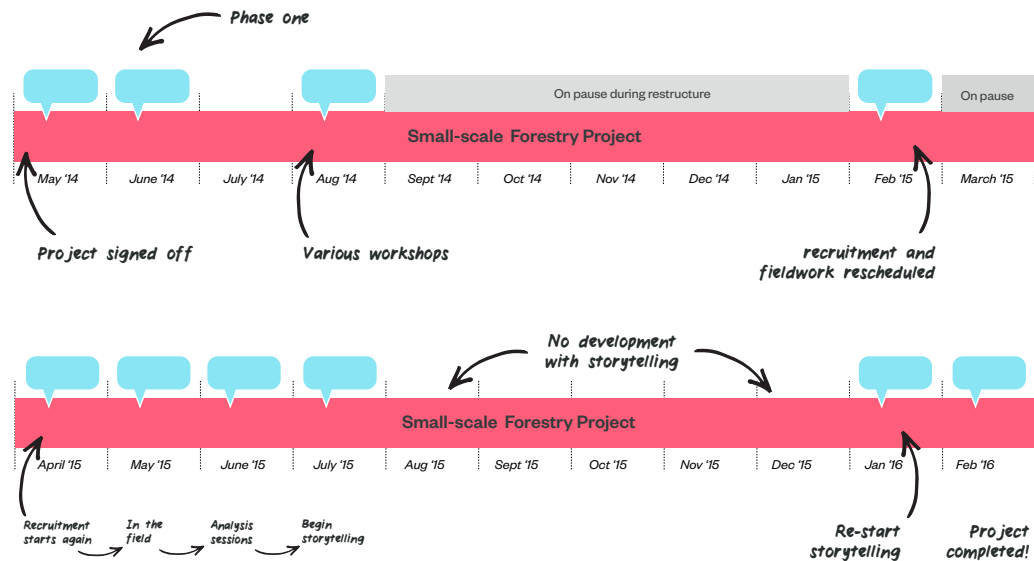 Phase one
On pause during restructure
On pause
Small-scale Forestry Project
May '14
June '14
July '14
Aug '14
Sept '14
Oct '14
Nov '14
Dec '14
Jan '15
Feb '15
March '15
Project signed off
Various workshops
recruitment and
fieldwork rescheduled
No development
with storytelling
Small-scale Forestry Project
April '15
May '15
June '15
July '15
Aug '15
Sept '15
Oct '15
Nov '15
Dec '15
Jan '16
Feb '16
Recruitment
starts again
In the
field
Analysis
sessions
Begin
storytelling
Re-start
storytelling
Project
completed!